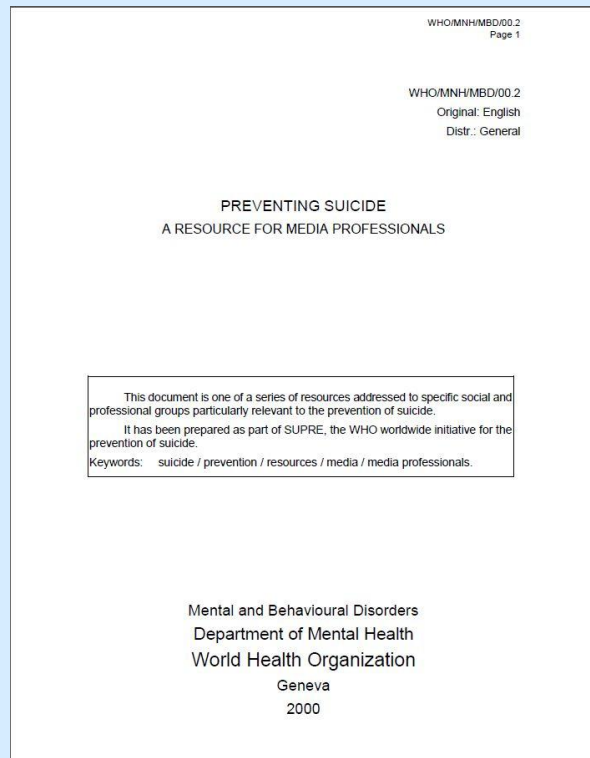 WHO/MNH/MBD/00.2
Page 1
WHO/MNH/MBD/00.2
Original: English
Distr.: General
PREVENTING SUICIDE
A RESOURCE FOR MEDIA PROFESSIONALS
This document is one of a series of resources addressed to specific social and
professional groups particularly relevant to the prevention of suicide.
It has been prepared as part of SUPRE, the WHO worldwide initiative for the
prevention of suicide.
Keywords: suicide / prevention / resources / media / media professionals.
Mental and Behavioural Disorders
Department of Mental Health
World Health Organization
Geneva
2000